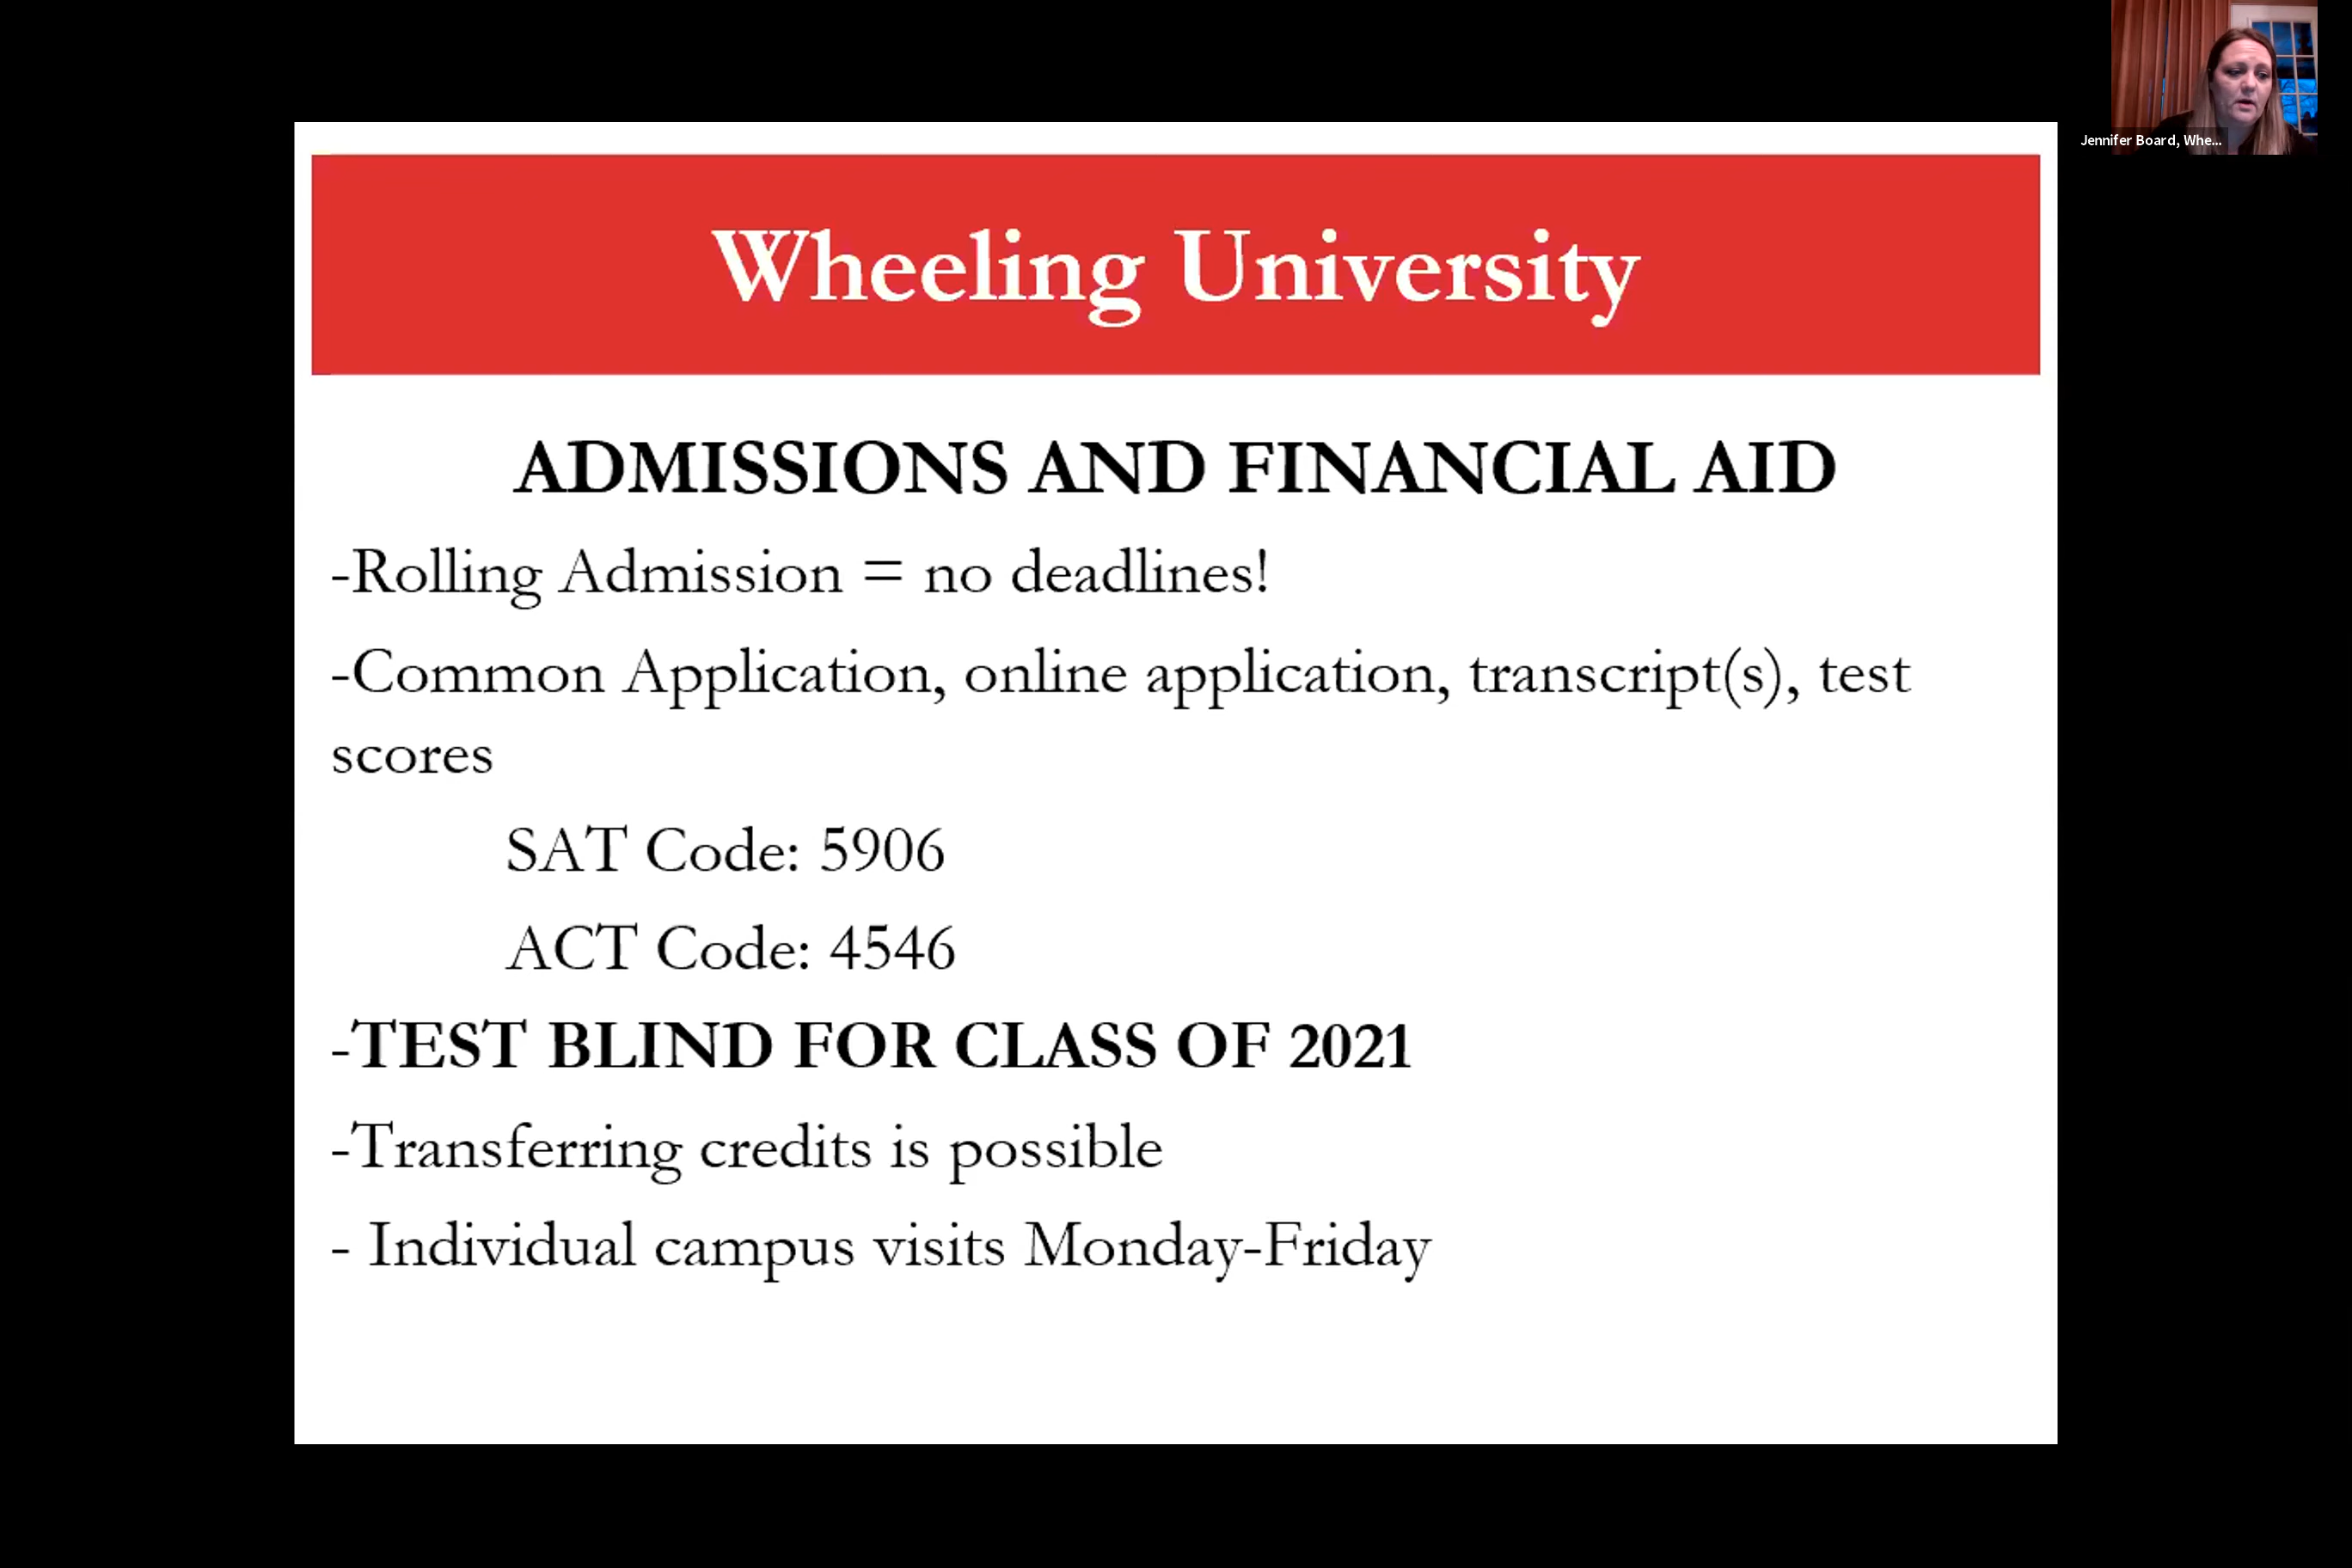 Jennifer Board, Whe...
Wheeling University
ADMISSIONS AND FINANCIAL AID
-Rolling Admission = no deadlines!
-Common Application, online application, transcript(s), test
scores
SAT Code: 5906
ACT Code: 4546
-TEST BLIND FOR CLASS OF 2021
-Transferring credits is possible
- Individual campus visits Monday-Friday